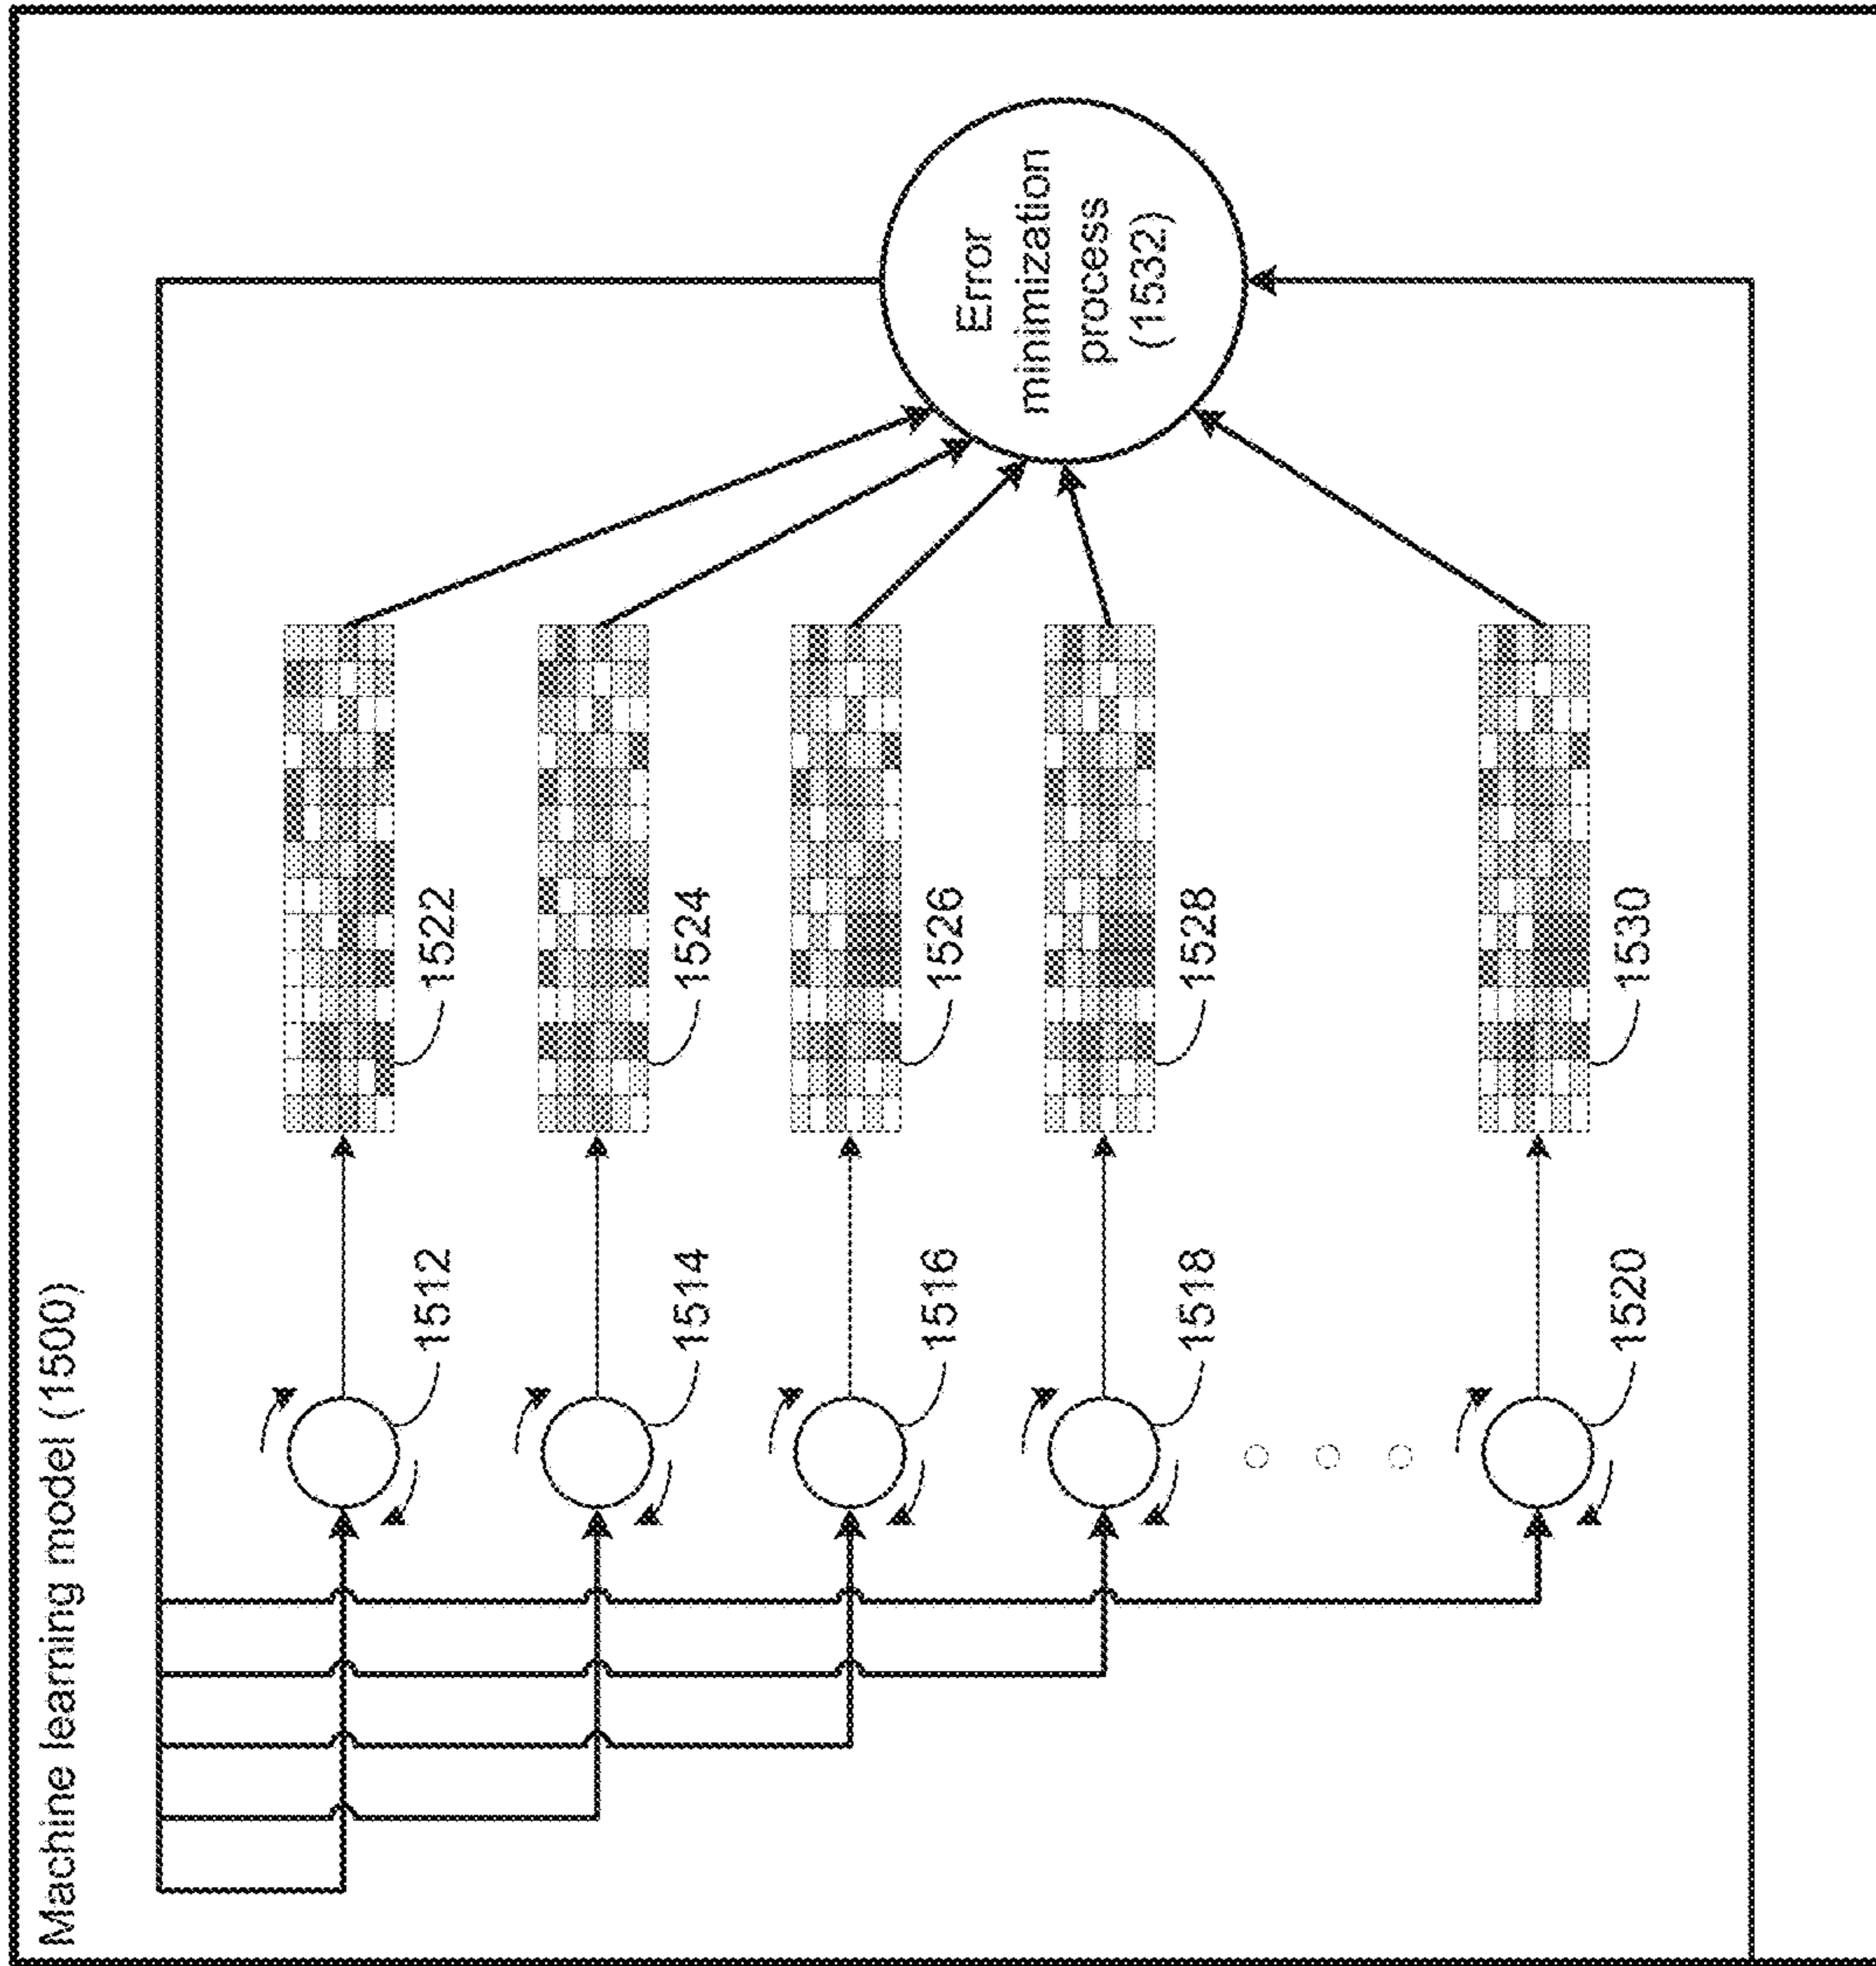 Machine learning model (1500)
Error
minimization
process
(1532)
1522
1524
1526
1528
1530
1512
1514
1516
1518
1520